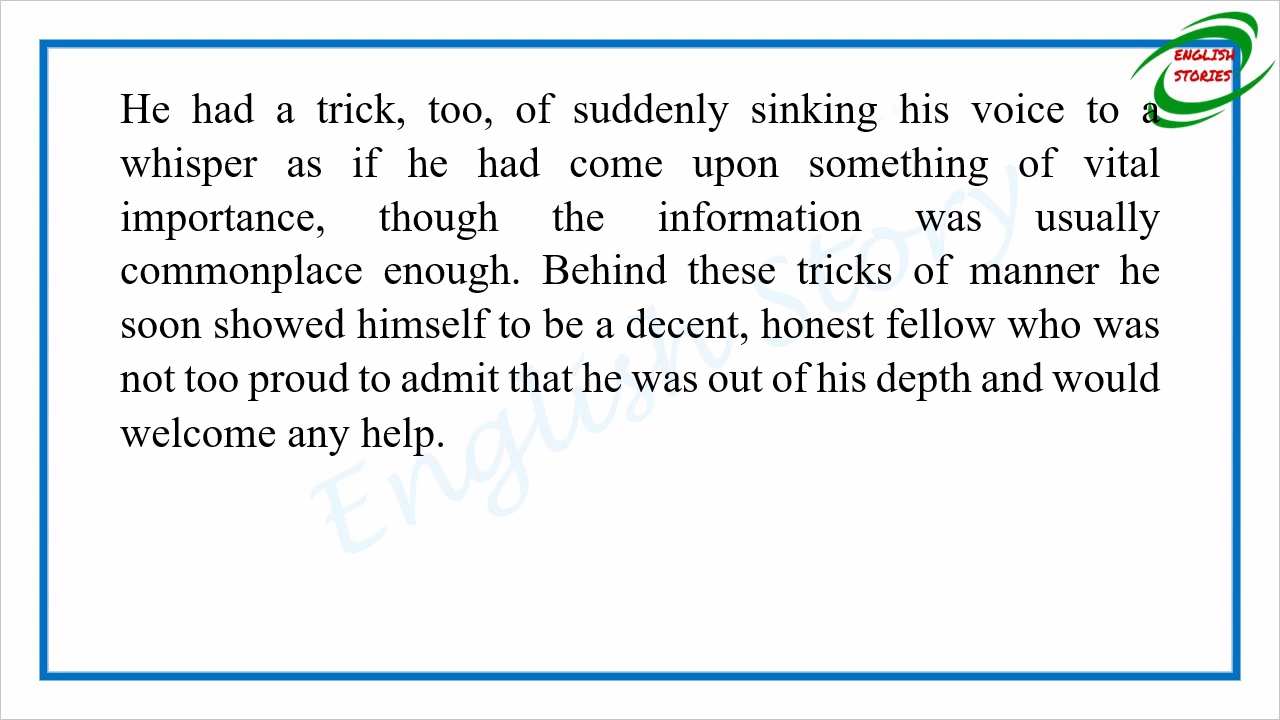 ENGLISH
STORIES
He had a trick, too, of suddenly sinking his voice to a
whisper as if he had come upon something of vital
importance, though the information was usually
commonplace enough. Behind these tricks of manner he
soon showed himself to be a decent, honest fellow who was
not too proud to admit that he was out of his depth and would
welcome any help.
English Story